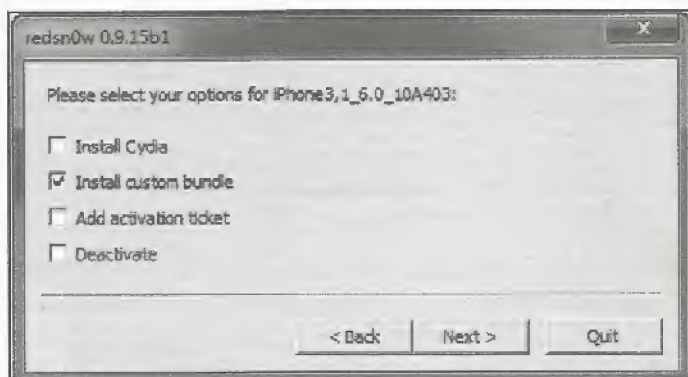 redsn0w 0.9.15b1
Please select your options for iPhone3,1_6.0_10A403:
Install Cydia
Install custom bundle
Add activation ticket
Deactivate
< Back Next > Quit